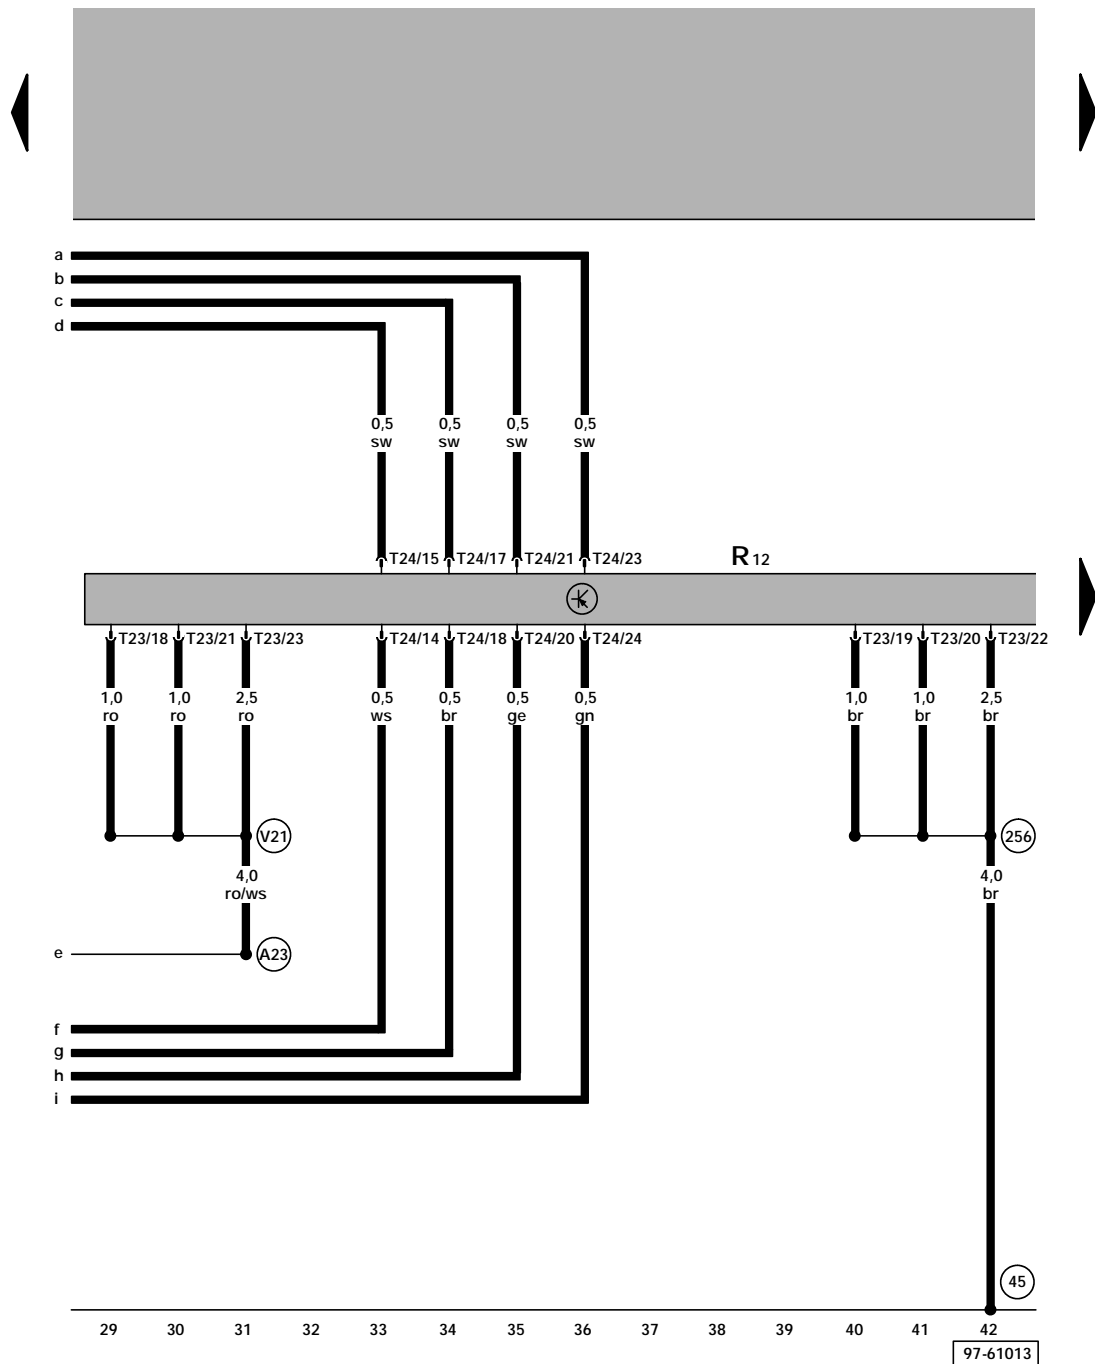 a
b
c
d
0,5 0,5 0,5 0,5
sw sw sw sw
T24/15 T24/17 T24/21 T24/23 R 12
T23/18 T23/21 T23/23 T24/14 T24/18 T24/20 T24/24 T23/19 T23/20 T23/22
1,0 1,0 2,5 0,5 0,5 0,5 0,5 1,0 1,0 2,5
ro ro ro ws br ge gn br br br
V21 256
4,0 4,0
ro/ws br
e A23
f
g
h
i
45
29 30 31 32 33 34 35 36 37 38 39 40 41 42
97-61013